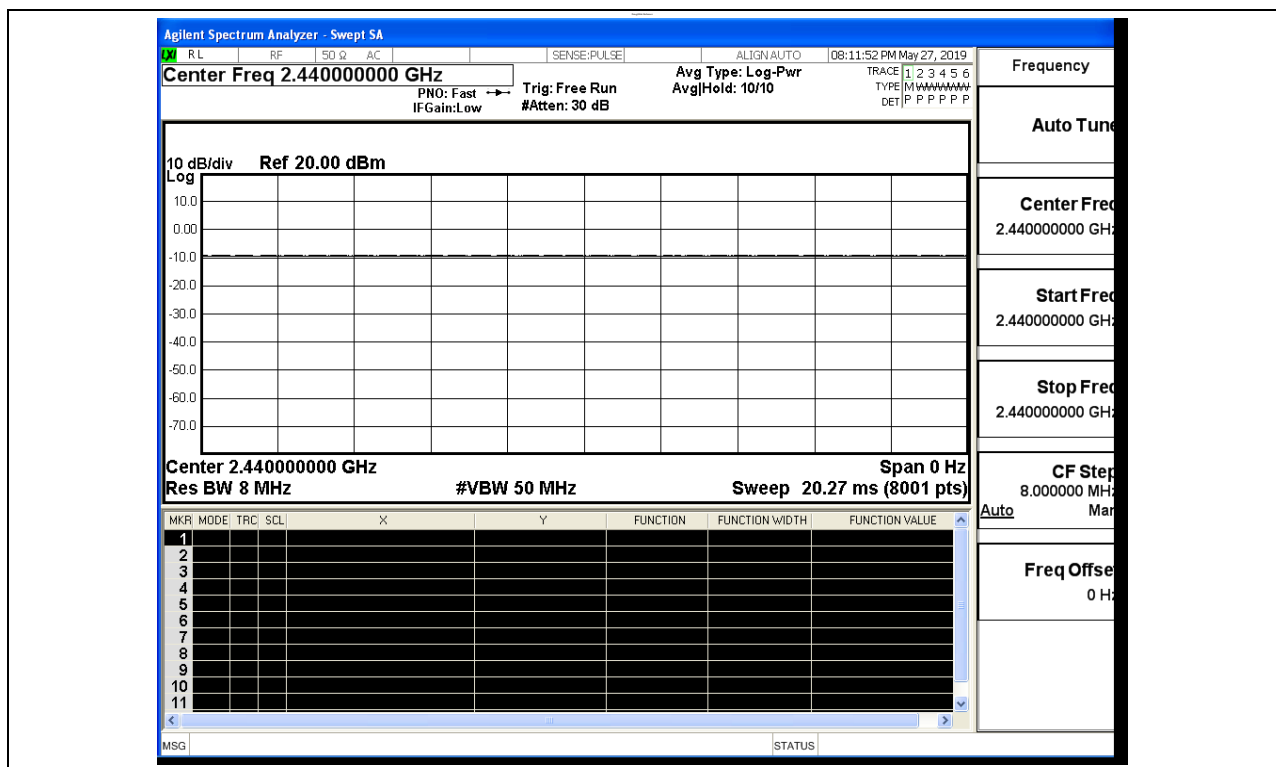 Agilent Spectrum Analyzer - Swept SA
LXI RL RF 50 Ω AC SENSE:PULSE ALIGN AUTO 08:11:52 PM May 27, 2019
Center Freq 2.440000000 GHz
PNO: Fast
IFGain:Low
Trig: Free Run
#Atten: 30 dB
Avg Type: Log-Pwr
Avg|Hold: 10/10
TRACE 1 2 3 4 5 6
TYPE M
DET P P P P P P
10 dB/div Ref 20.00 dBm
Log
10.0
0.00
-10.0
-20.0
-30.0
-40.0
-50.0
-60.0
-70.0
Center 2.440000000 GHz Span 0 Hz
Res BW 8 MHz #VBW 50 MHz Sweep 20.27 ms (8001 pts)
MKR MODE TRC SCL X Y FUNCTION FUNCTION WIDTH FUNCTION VALUE
1
2
3
4
5
6
7
8
9
10
11
MSG STATUS
Frequency
Auto Tune
Center Freq
2.440000000 GHz
Start Freq
2.440000000 GHz
Stop Freq
2.440000000 GHz
CF Step
8.000000 MHz
Auto Man
Freq Offset
0 Hz